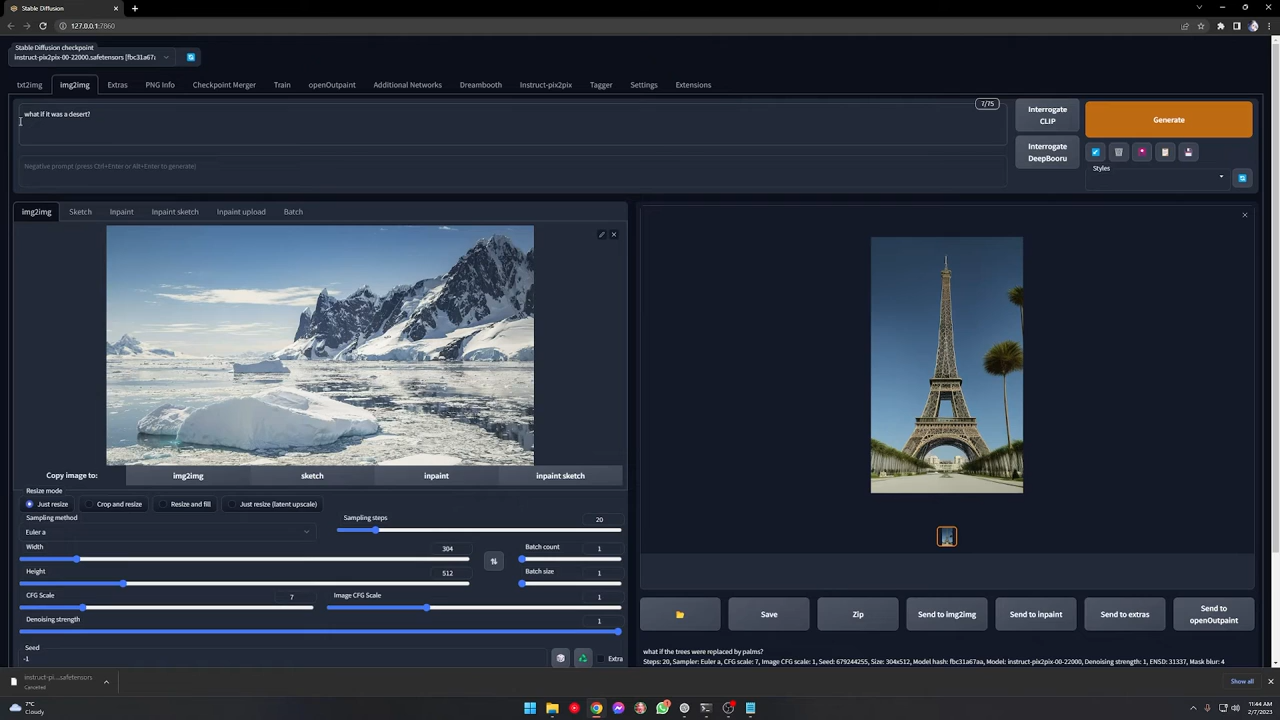 Stable Diffusion
127.0.0.1:7860
Stable Diffusion checkpoint
instruct-pix2pix-00-22000.safetensors [fbc31a67
txt2img img2img Extras PNG Info Checkpoint Merger Train openOutpaint Additional Networks Dreambooth Instruct-pix2pix Tagger Settings Extensions
what if it was a desert?
7/75
Negative prompt (press Ctrl+Enter or Alt+Enter to generate)
Interrogate
CLIP
Interrogate
DeepBooru
Generate
Styles
img2img Sketch Inpaint Inpaint sketch Inpaint upload Batch
Copy image to: img2img sketch inpaint inpaint sketch
Resize mode
Just resize Crop and resize Resize and fill Just resize (latent upscale)
Sampling method
Euler a
Sampling steps 20
Width 304
Height 512
Batch count 1
Batch size 1
CFG Scale 7
Image CFG Scale 1
Denoising strength 1
Seed
-1
Extra
Save Zip Send to img2img Send to inpaint Send to extras Send to
openOutpaint
what if the trees were replaced by palms?
Steps: 20, Sampler: Euler a, CFG scale: 7, Image CFG scale: 1, Seed: 679244255, Size: 304x512, Model hash: fbc31a67aa, Model: instruct-pix2pix-00-22000, Denoising strength: 1, ENSD: 31337, Mask blur: 4
instruct-pix....safetensors
Canceled
Show all
7°C
Cloudy
11:44 AM
2/7/2023